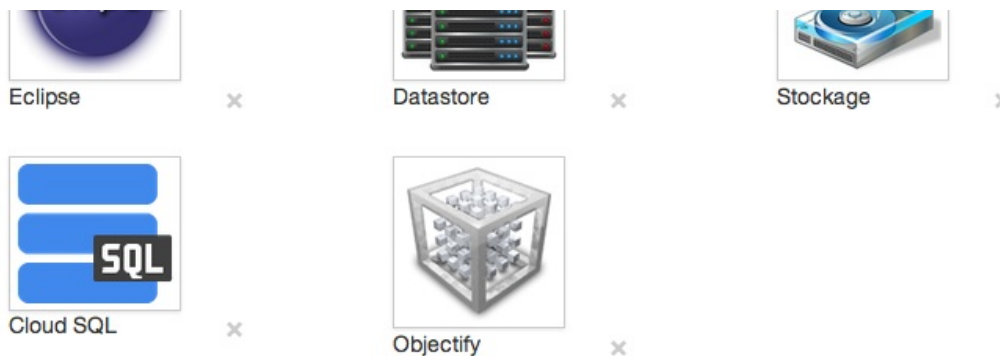 Eclipse
Datastore
Stockage
SQL
Cloud SQL
Objectify